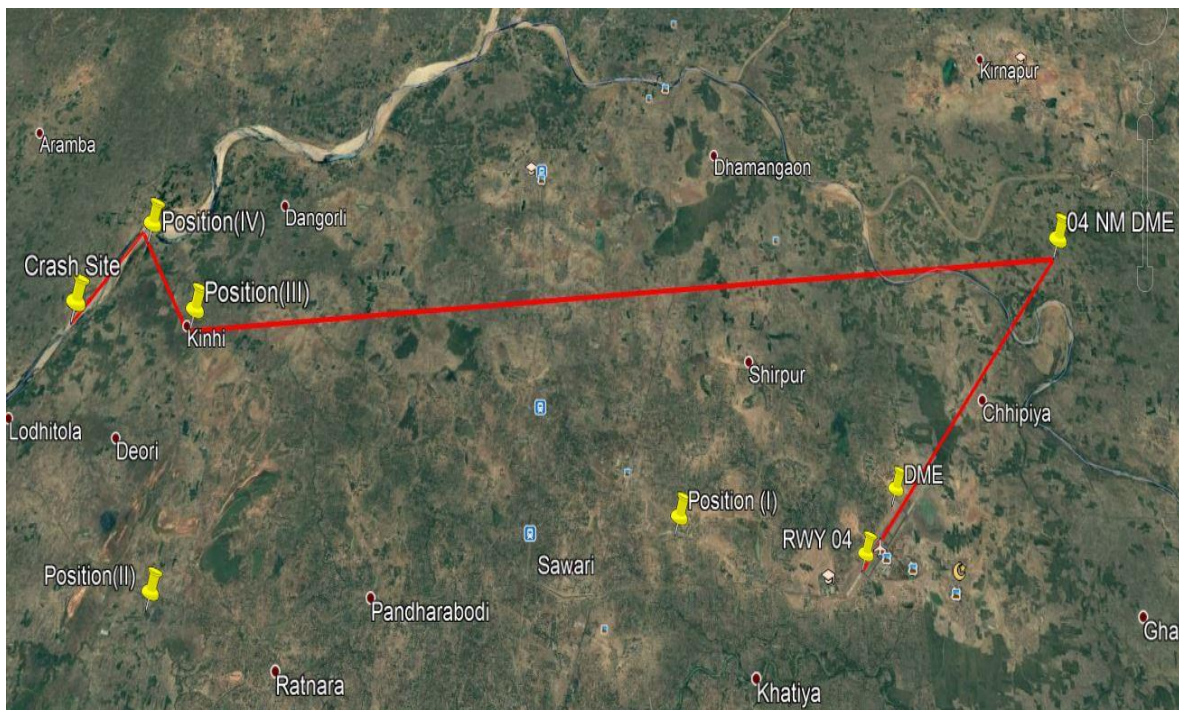 Kirnapur
Aramba
Dhamangaon
Dangorli
Position(IV)
04 NM DME
Crash Site
Position(III)
Kinhi
Shirpur
Chhipiya
Lodhitola
Deori
DME
Position (I)
RWY 04
Sawari
Position(II)
Pandharabodi
Gha
Ratnara
Khatiya